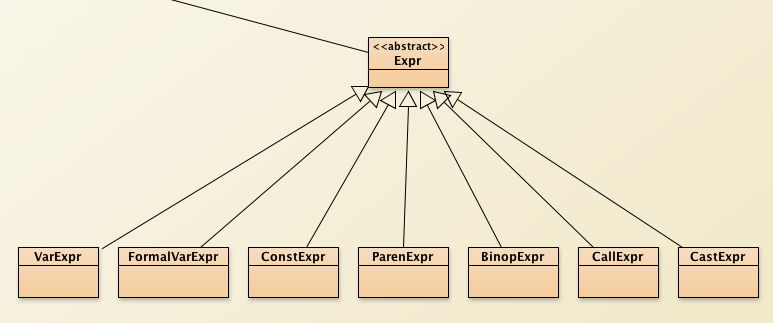 <<abstract>>
Expr
VarExpr
FormalVarExpr
ConstExpr
ParenExpr
BinopExpr
CallExpr
CastExpr